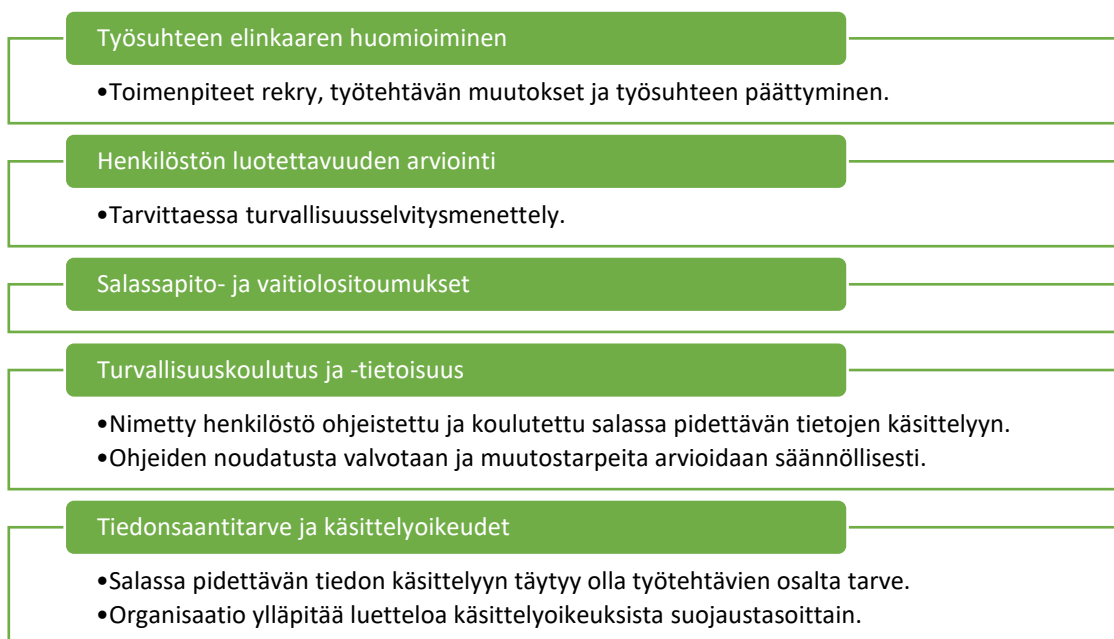 Työsuhteen elinkaaren huomioiminen
•Toimenpiteet rekry, työtehtävän muutokset ja työsuhteen päättyminen.
Henkilöstön luotettavuuden arviointi
•Tarvittaessa turvallisuusselvitysmenettely.
Salassapito- ja vaitiolositoumukset
Turvallisuuskoulutus ja -tietoisuus
•Nimetty henkilöstö ohjeistettu ja koulutettu salassa pidettävän tietojen käsittelyyn.
•Ohjeiden noudatusta valvotaan ja muutostarpeita arvioidaan säännöllisesti.
Tiedonsaantitarve ja käsittelyoikeudet
•Salassa pidettävän tiedon käsittelyyn täytyy olla työtehtävien osalta tarve.
•Organisaatio ylläpitää luetteloa käsittelyoikeuksista suojaustasoittain.